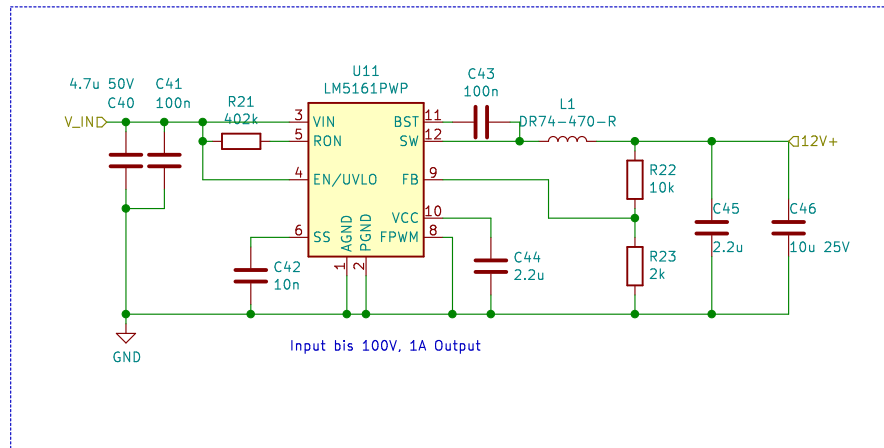 4.7u 50V
C40
C41
100n
V_IN
R21
402k
U11
LM5161PWP
3
VIN
5
RON
4
EN/UVLO
6
SS
1
AGND
2
PGND
BST
11
SW
12
FB
9
VCC
10
FPWM
8
C43
100n
L1
DR74-470-R
12V+
R22
10k
R23
2k
C45
2.2u
C46
10u 25V
C44
2.2u
C42
10n
GND
Input bis 100V, 1A Output